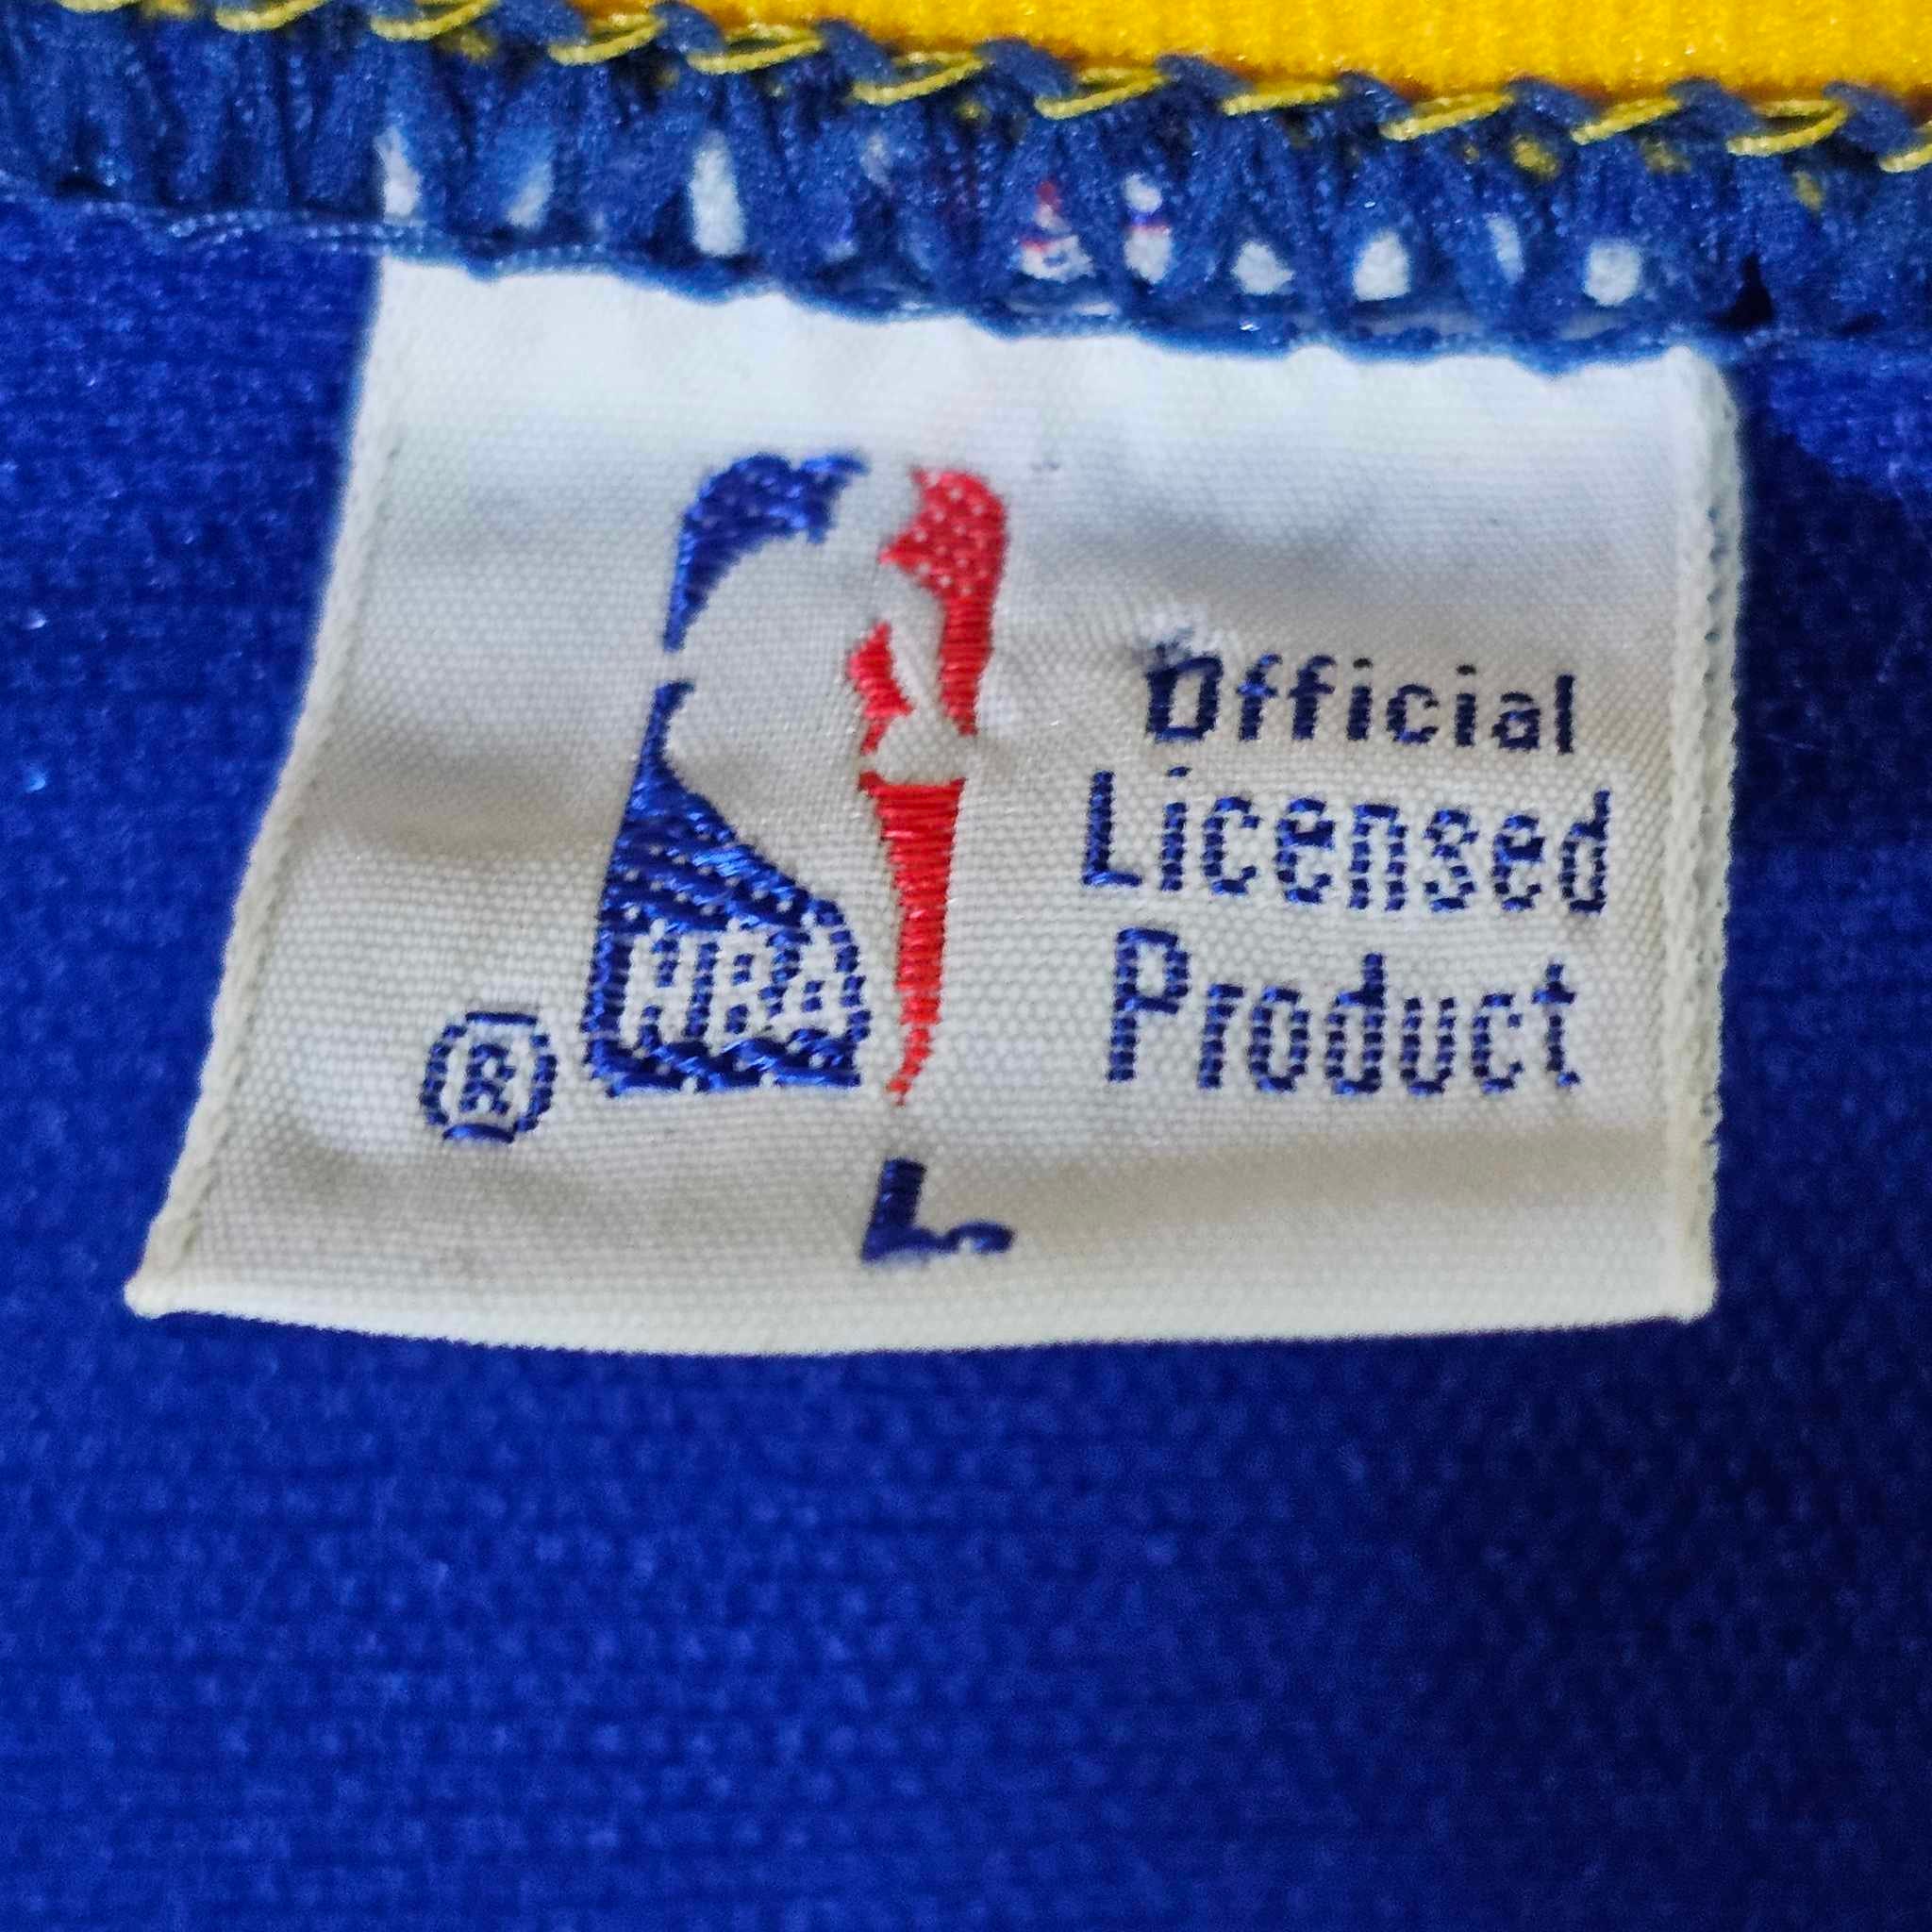 Official
Licensed
Product
NBA
®
L